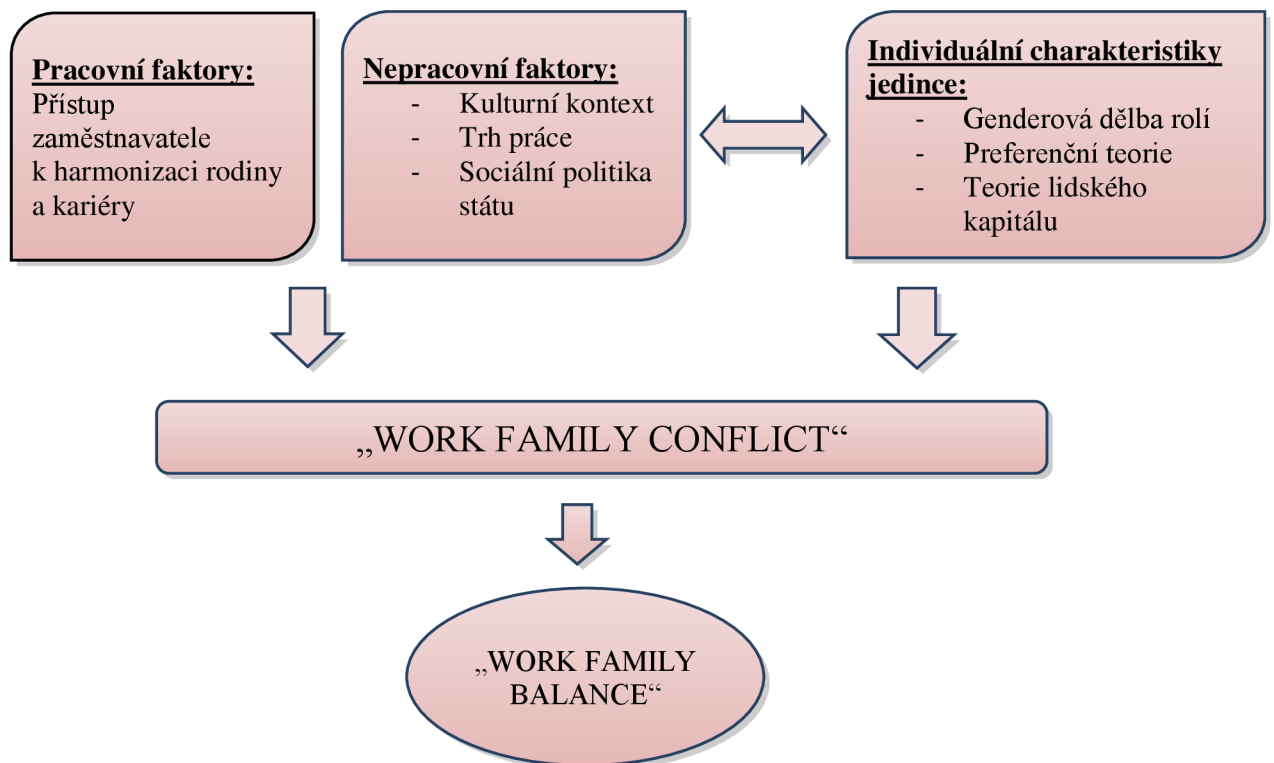 Pracovní faktory:
Přístup
zaměstnavatele
k harmonizaci rodiny
a kariéry
Nepracovní faktory:
- Kulturní kontext
- Trh práce
- Sociální politika
státu
Individuální charakteristiky
jedince:
- Genderová dělba rolí
- Preferenční teorie
- Teorie lidského
kapitálu
„WORK FAMILY CONFLICT“
„WORK FAMILY
BALANCE“